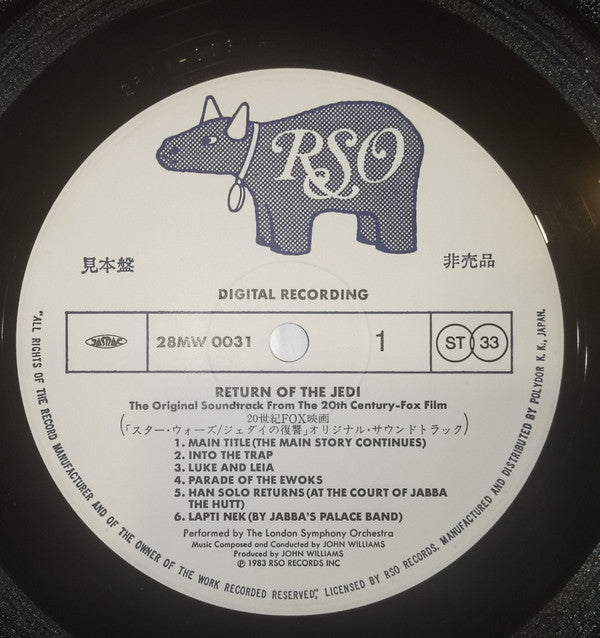 RSO
見本盤
非売品
DIGITAL RECORDING
JASRAC
28MW 0031
1
ST 33
RETURN OF THE JEDI
The Original Soundtrack From The 20th Century-Fox Film
(20世紀FOX映画
「スター・ウォーズ/ジェダイの復讐」オリジナル・サウンドトラック)
1. MAIN TITLE (THE MAIN STORY CONTINUES)
2. INTO THE TRAP
3. LUKE AND LEIA
4. PARADE OF THE EWOKS
5. HAN SOLO RETURNS (AT THE COURT OF JABBA
THE HUTT)
6. LAPTI NEK (BY JABBA'S PALACE BAND)
Performed by The London Symphony Orchestra
Music Composed and Conducted by JOHN WILLIAMS
Produced by JOHN WILLIAMS
℗ 1983 RSO RECORDS INC
"ALL RIGHTS OF THE RECORD MANUFACTURER AND OF THE OWNER OF THE WORK RECORDED RESERVED," LICENSED BY RSO RECORDS. MANUFACTURED AND DISTRIBUTED BY POLYDOR K. K., JAPAN.